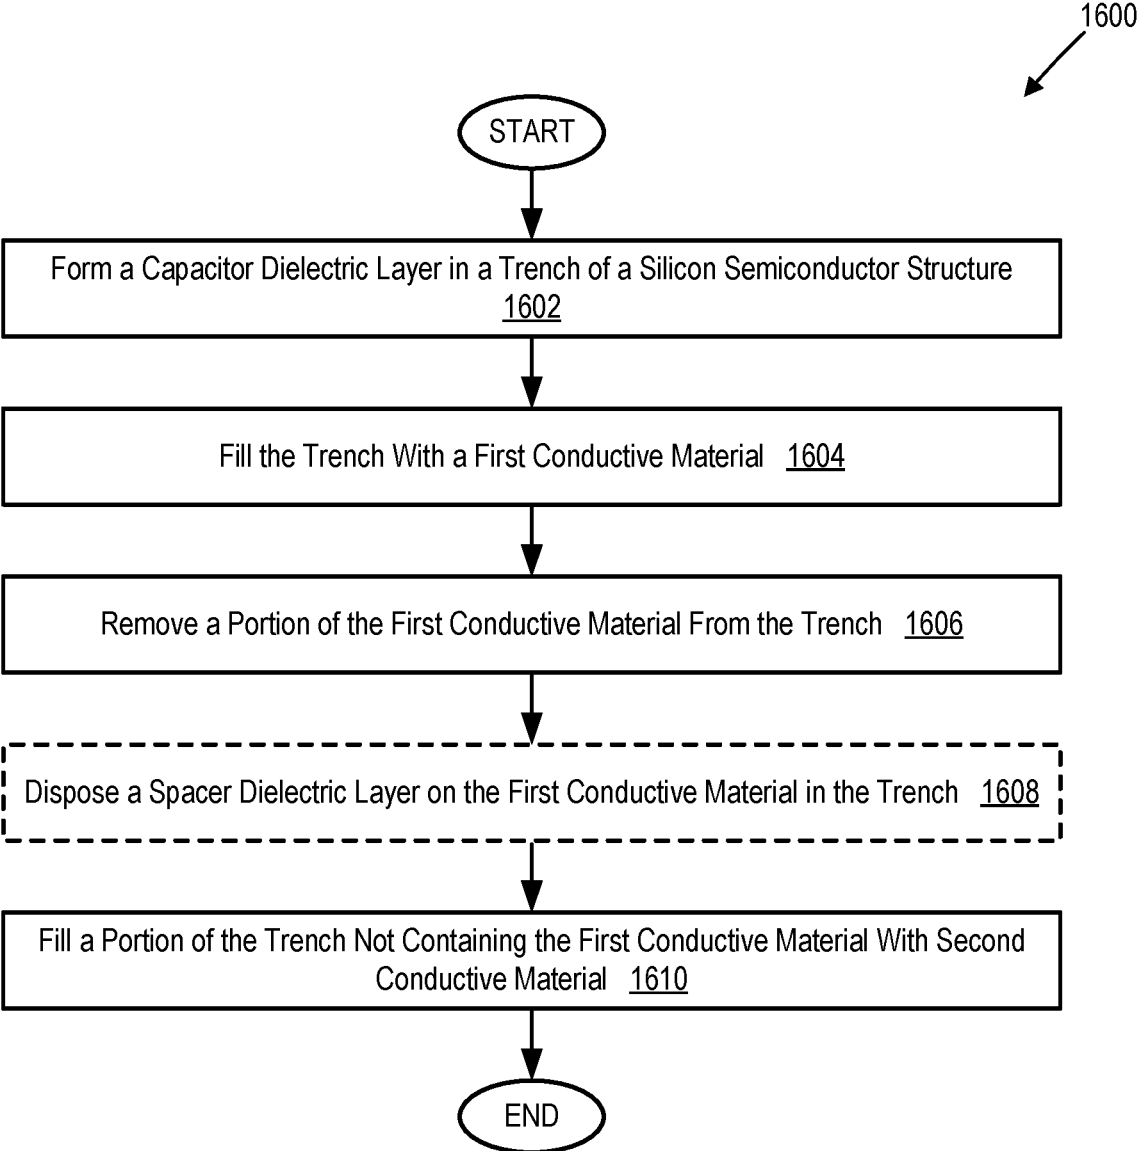 1600
START
Form a Capacitor Dielectric Layer in a Trench of a Silicon Semiconductor Structure
1602
Fill the Trench With a First Conductive Material 1604
Remove a Portion of the First Conductive Material From the Trench 1606
Dispose a Spacer Dielectric Layer on the First Conductive Material in the Trench 1608
Fill a Portion of the Trench Not Containing the First Conductive Material With Second
Conductive Material 1610
END